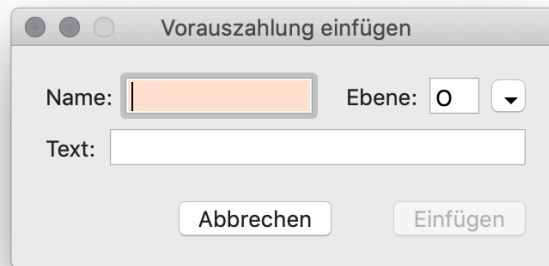 Vorauszahlung einfügen
Name: Ebene: O
Text:
Abbrechen Einfügen